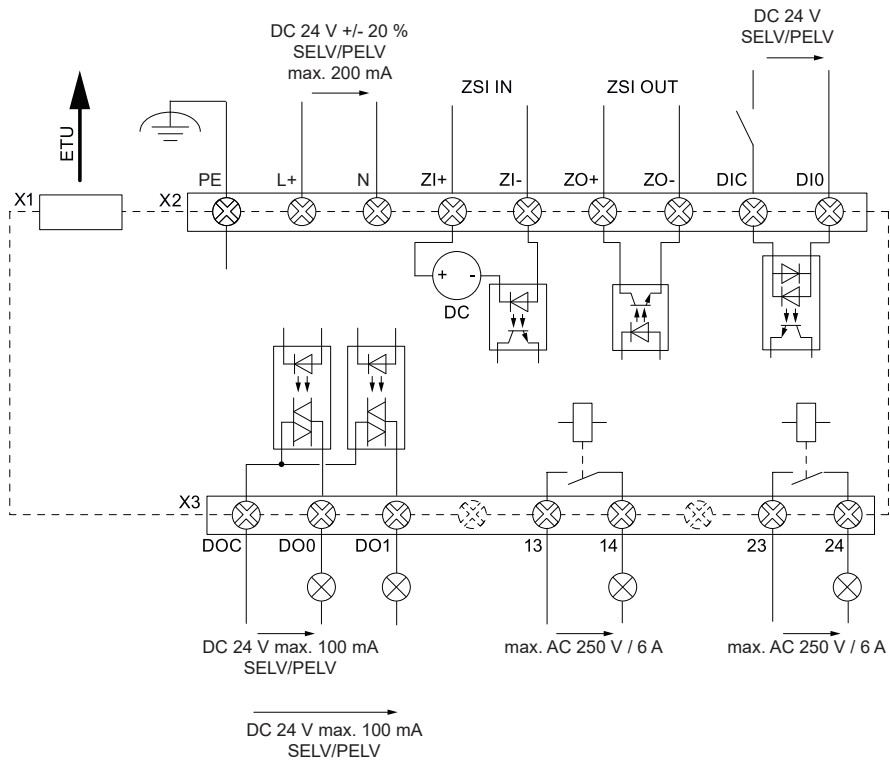 DC 24 V +/- 20 %
SELV/PELV
max. 200 mA
DC 24 V
SELV/PELV
ZSI IN
ZSI OUT
ETU
X1
X2
PE
L+
N
ZI+
ZI-
ZO+
ZO-
DIC
DI0
+
-
DC
X3
DOC
DO0
DO1
13
14
23
24
DC 24 V max. 100 mA
SELV/PELV
max. AC 250 V / 6 A
max. AC 250 V / 6 A
DC 24 V max. 100 mA
SELV/PELV